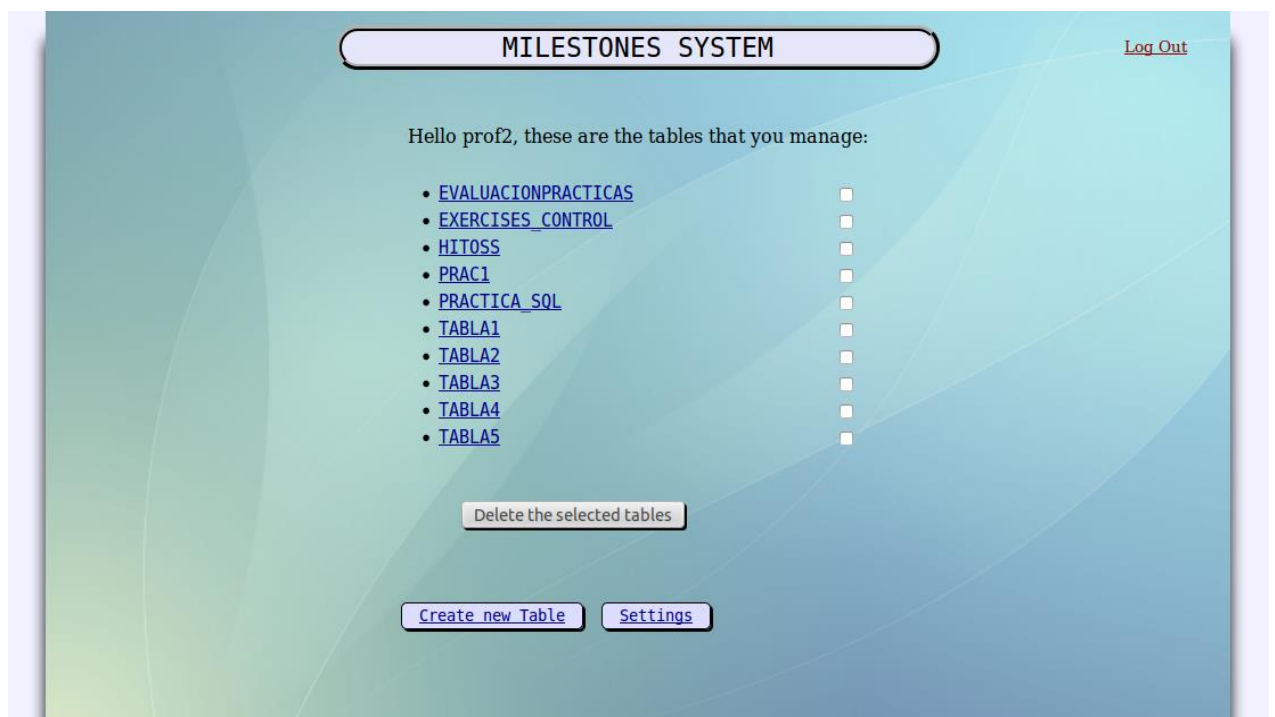 MILESTONES SYSTEM
Log Out
Hello prof2, these are the tables that you manage:
EVALUACIONPRACTICAS
EXERCISES_CONTROL
HITOSS
PRAC1
PRACTICA_SQL
TABLA1
TABLA2
TABLA3
TABLA4
TABLA5
Delete the selected tables
Create new Table
Settings